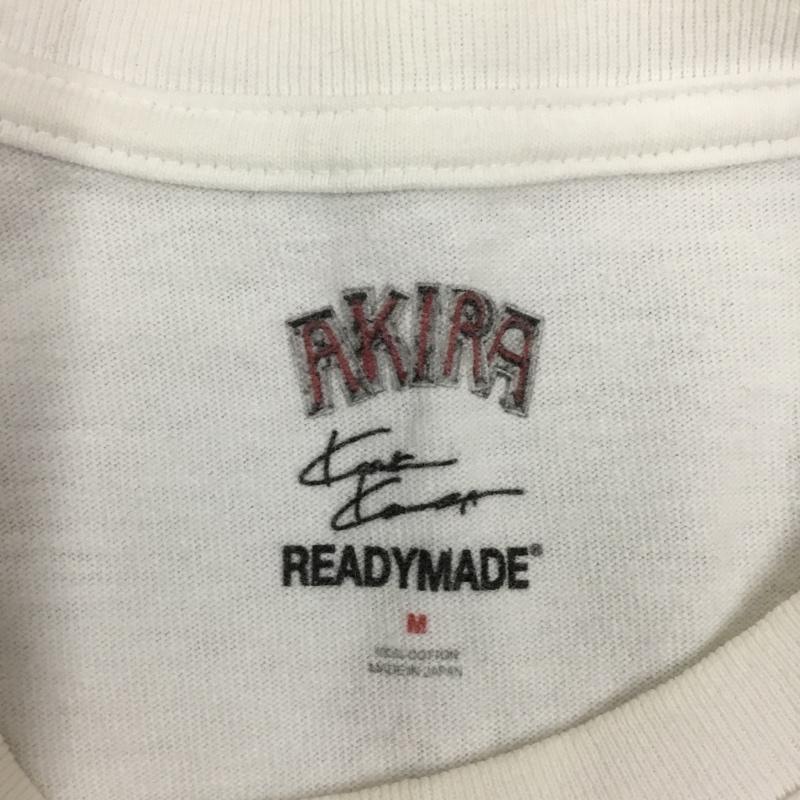 AKIRA
READYMADE®
M
100% COTTON
MADE IN JAPAN